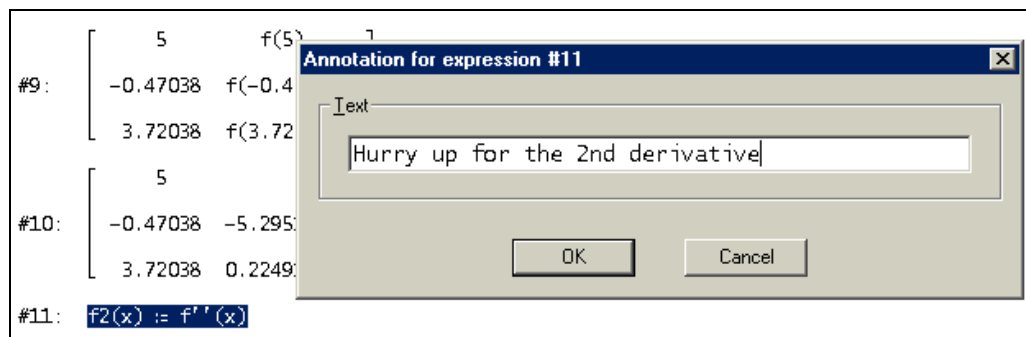 5 f(5)
Annotation for expression #11
#9: -0.47038 f(-0.4
Text
3.72038 f(3.72
Hurry up for the 2nd derivative
5
#10: -0.47038 -5.295
3.72038 0.2249
OK Cancel
#11: f2(x) := f''(x)